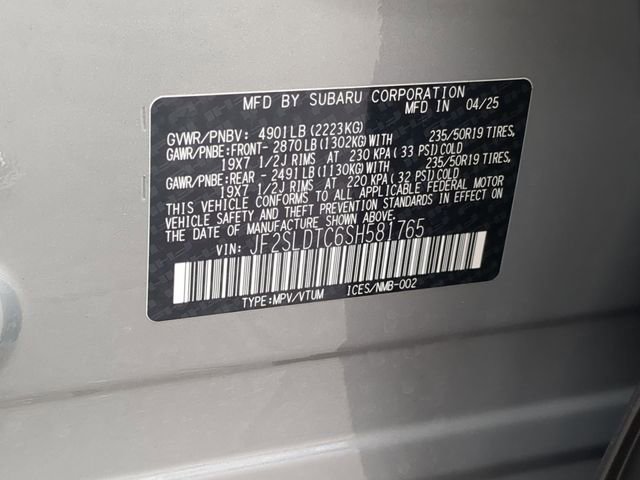 MFD BY SUBARU CORPORATION
MFD IN 04/25
GVWR/PNBV: 4901LB(2223KG)
GAWR/PNBE:FRONT-2870LB(1302KG)WITH 235/50R19 TIRES,
19X7 1/2J RIMS AT 230 KPA(33 PSI)COLD
GAWR/PNBE:REAR - 2491LB(1130KG)WITH 235/50R19 TIRES,
19X7 1/2J RIMS AT 220 KPA(32 PSI)COLD
THIS VEHICLE CONFORMS TO ALL APPLICABLE FEDERAL MOTOR
VEHICLE SAFETY AND THEFT PREVENTION STANDARDS IN EFFECT
ON THE DATE OF MANUFACTURE SHOWN ABOVE.
VIN: JF2SLDTC6SH581765
TYPE:MPV/VTUM ICES/NMB-002